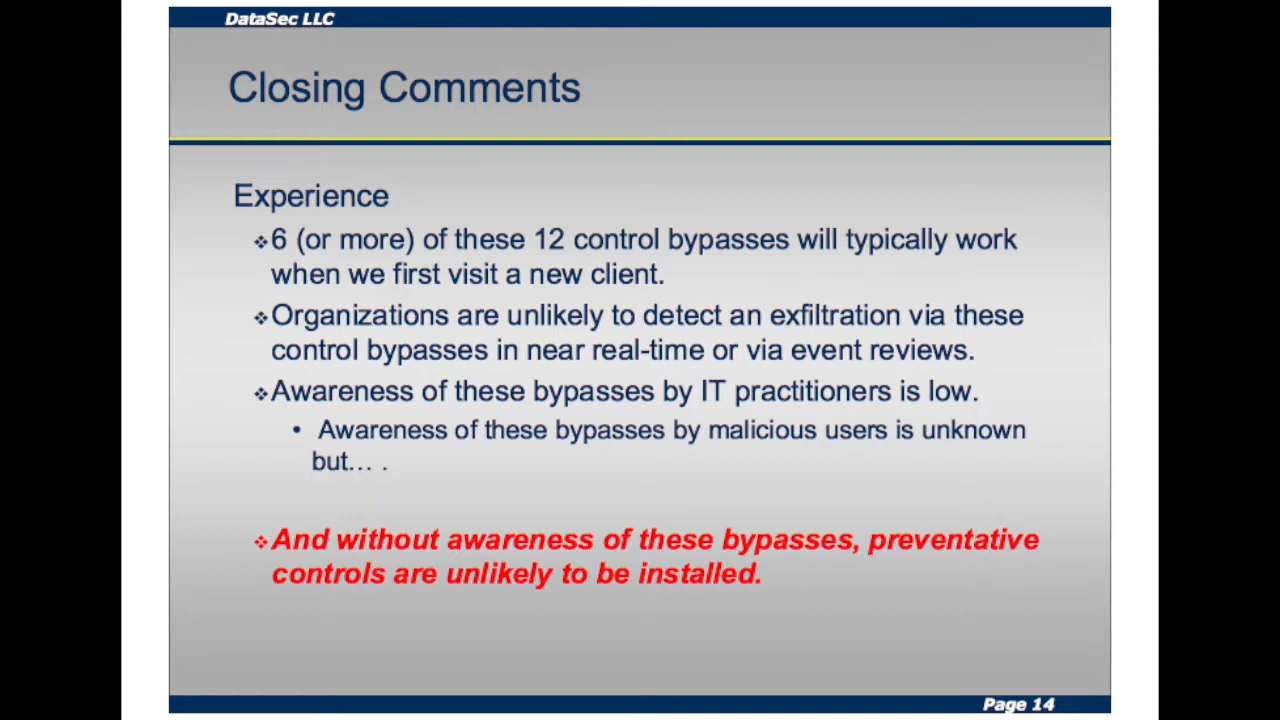 DataSec LLC
Closing Comments
Experience
❖6 (or more) of these 12 control bypasses will typically work
when we first visit a new client.
❖Organizations are unlikely to detect an exfiltration via these
control bypasses in near real-time or via event reviews.
❖Awareness of these bypasses by IT practitioners is low.
• Awareness of these bypasses by malicious users is unknown
but… .
❖And without awareness of these bypasses, preventative
controls are unlikely to be installed.
Page 14